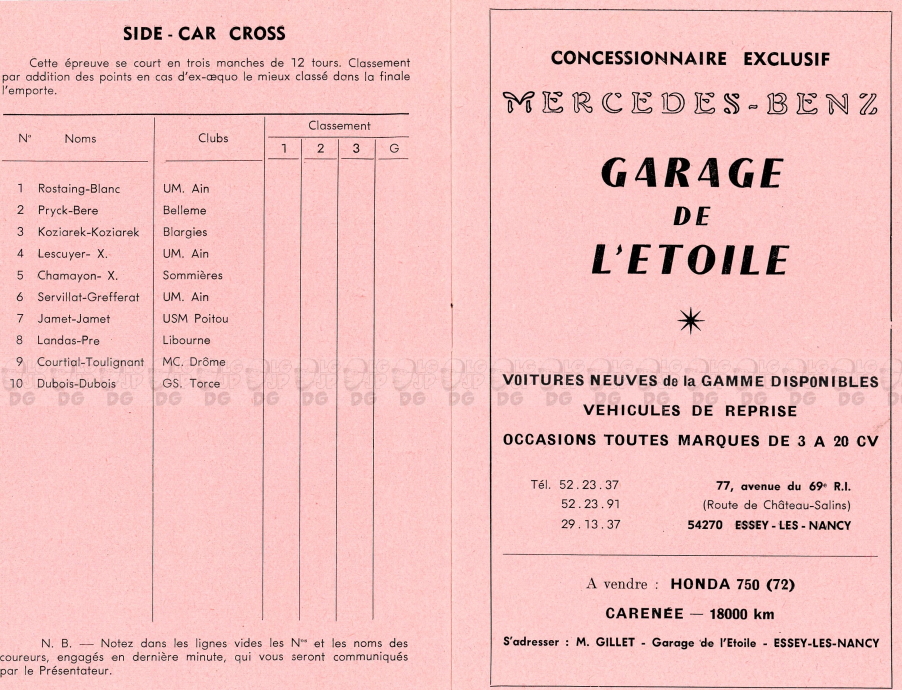 SIDE - CAR CROSS
Cette épreuve se court en trois manches de 12 tours. Classement
par addition des points en cas d'ex-æquo le mieux classé dans la finale
l'emporte.
N° Noms Clubs Classement
1 2 3 G
1 Rostaing-Blanc UM. Ain
2 Pryck-Bere Belleme
3 Koziarek-Koziarek Blargies
4 Lescuyer- X. UM. Ain
5 Chamayon- X. Sommières
6 Servillat-Grefferat UM. Ain
7 Jamet-Jamet USM Poitou
8 Landas-Pre Libourne
9 Courtial-Toulignant MC. Drôme
10 Dubois-Dubois GS. Torce
N. B. — Notez dans les lignes vides les Nos et les noms des
coureurs, engagés en dernière minute, qui vous seront communiqués
par le Présentateur.
CONCESSIONNAIRE EXCLUSIF
MERCEDES-BENZ
GARAGE
DE
L'ETOILE
VOITURES NEUVES de la GAMME DISPONIBLES
VEHICULES DE REPRISE
OCCASIONS TOUTES MARQUES DE 3 A 20 CV
Tél. 52.23.37 77, avenue du 69e R.I.
52.23.91 (Route de Château-Salins)
29.13.37 54270 ESSEY - LES - NANCY
A vendre : HONDA 750 (72)
CARENÉE — 18000 km
S'adresser : M. GILLET - Garage de l'Etoile - ESSEY-LES-NANCY